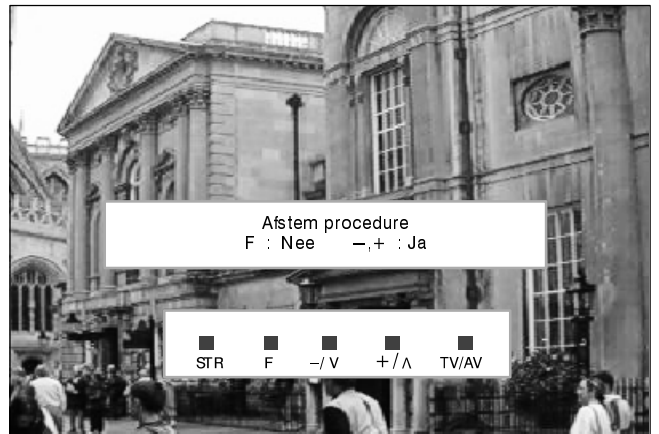 Afstem procedure
F : Nee –,+ : Ja
STR F –/V +/Λ TV/AV